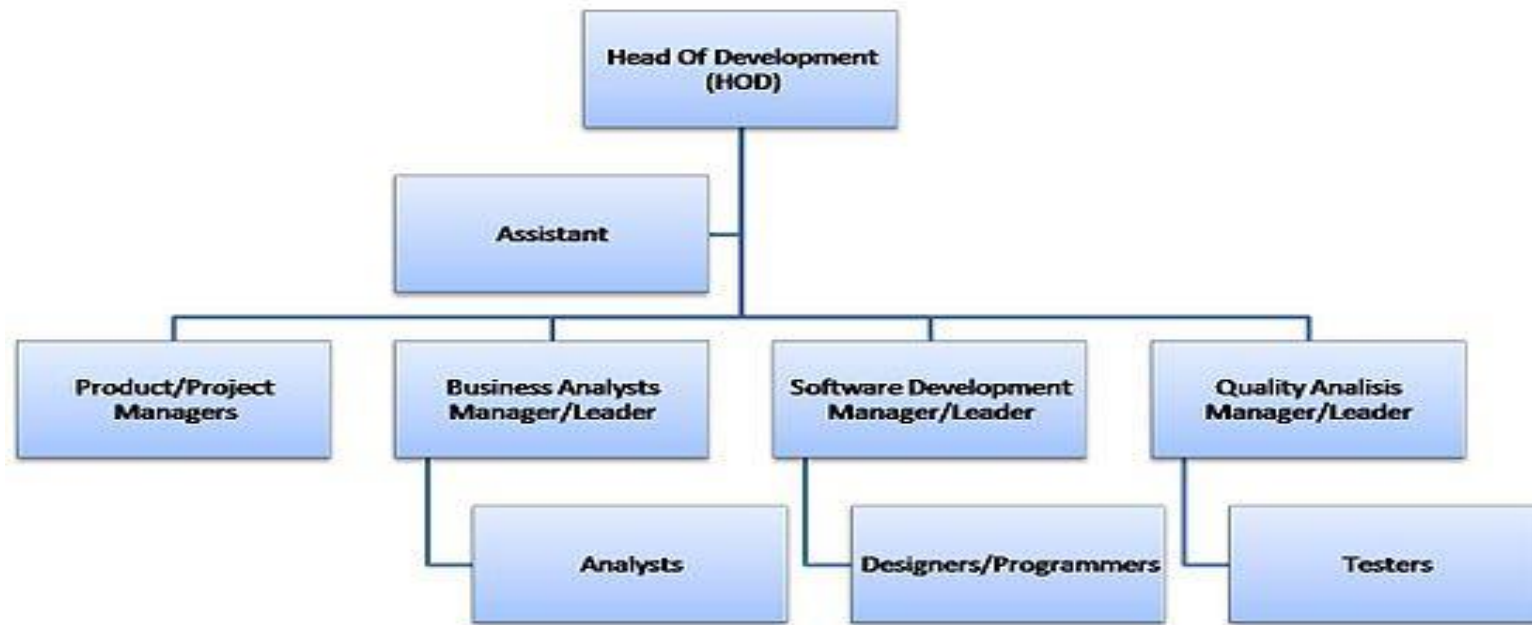 Head Of Development
(HOD)
Assistant
Product/Project
Managers
Business Analysts
Manager/Leader
Software Development
Manager/Leader
Quality Analisis
Manager/Leader
Analysts
Designers/Programmers
Testers